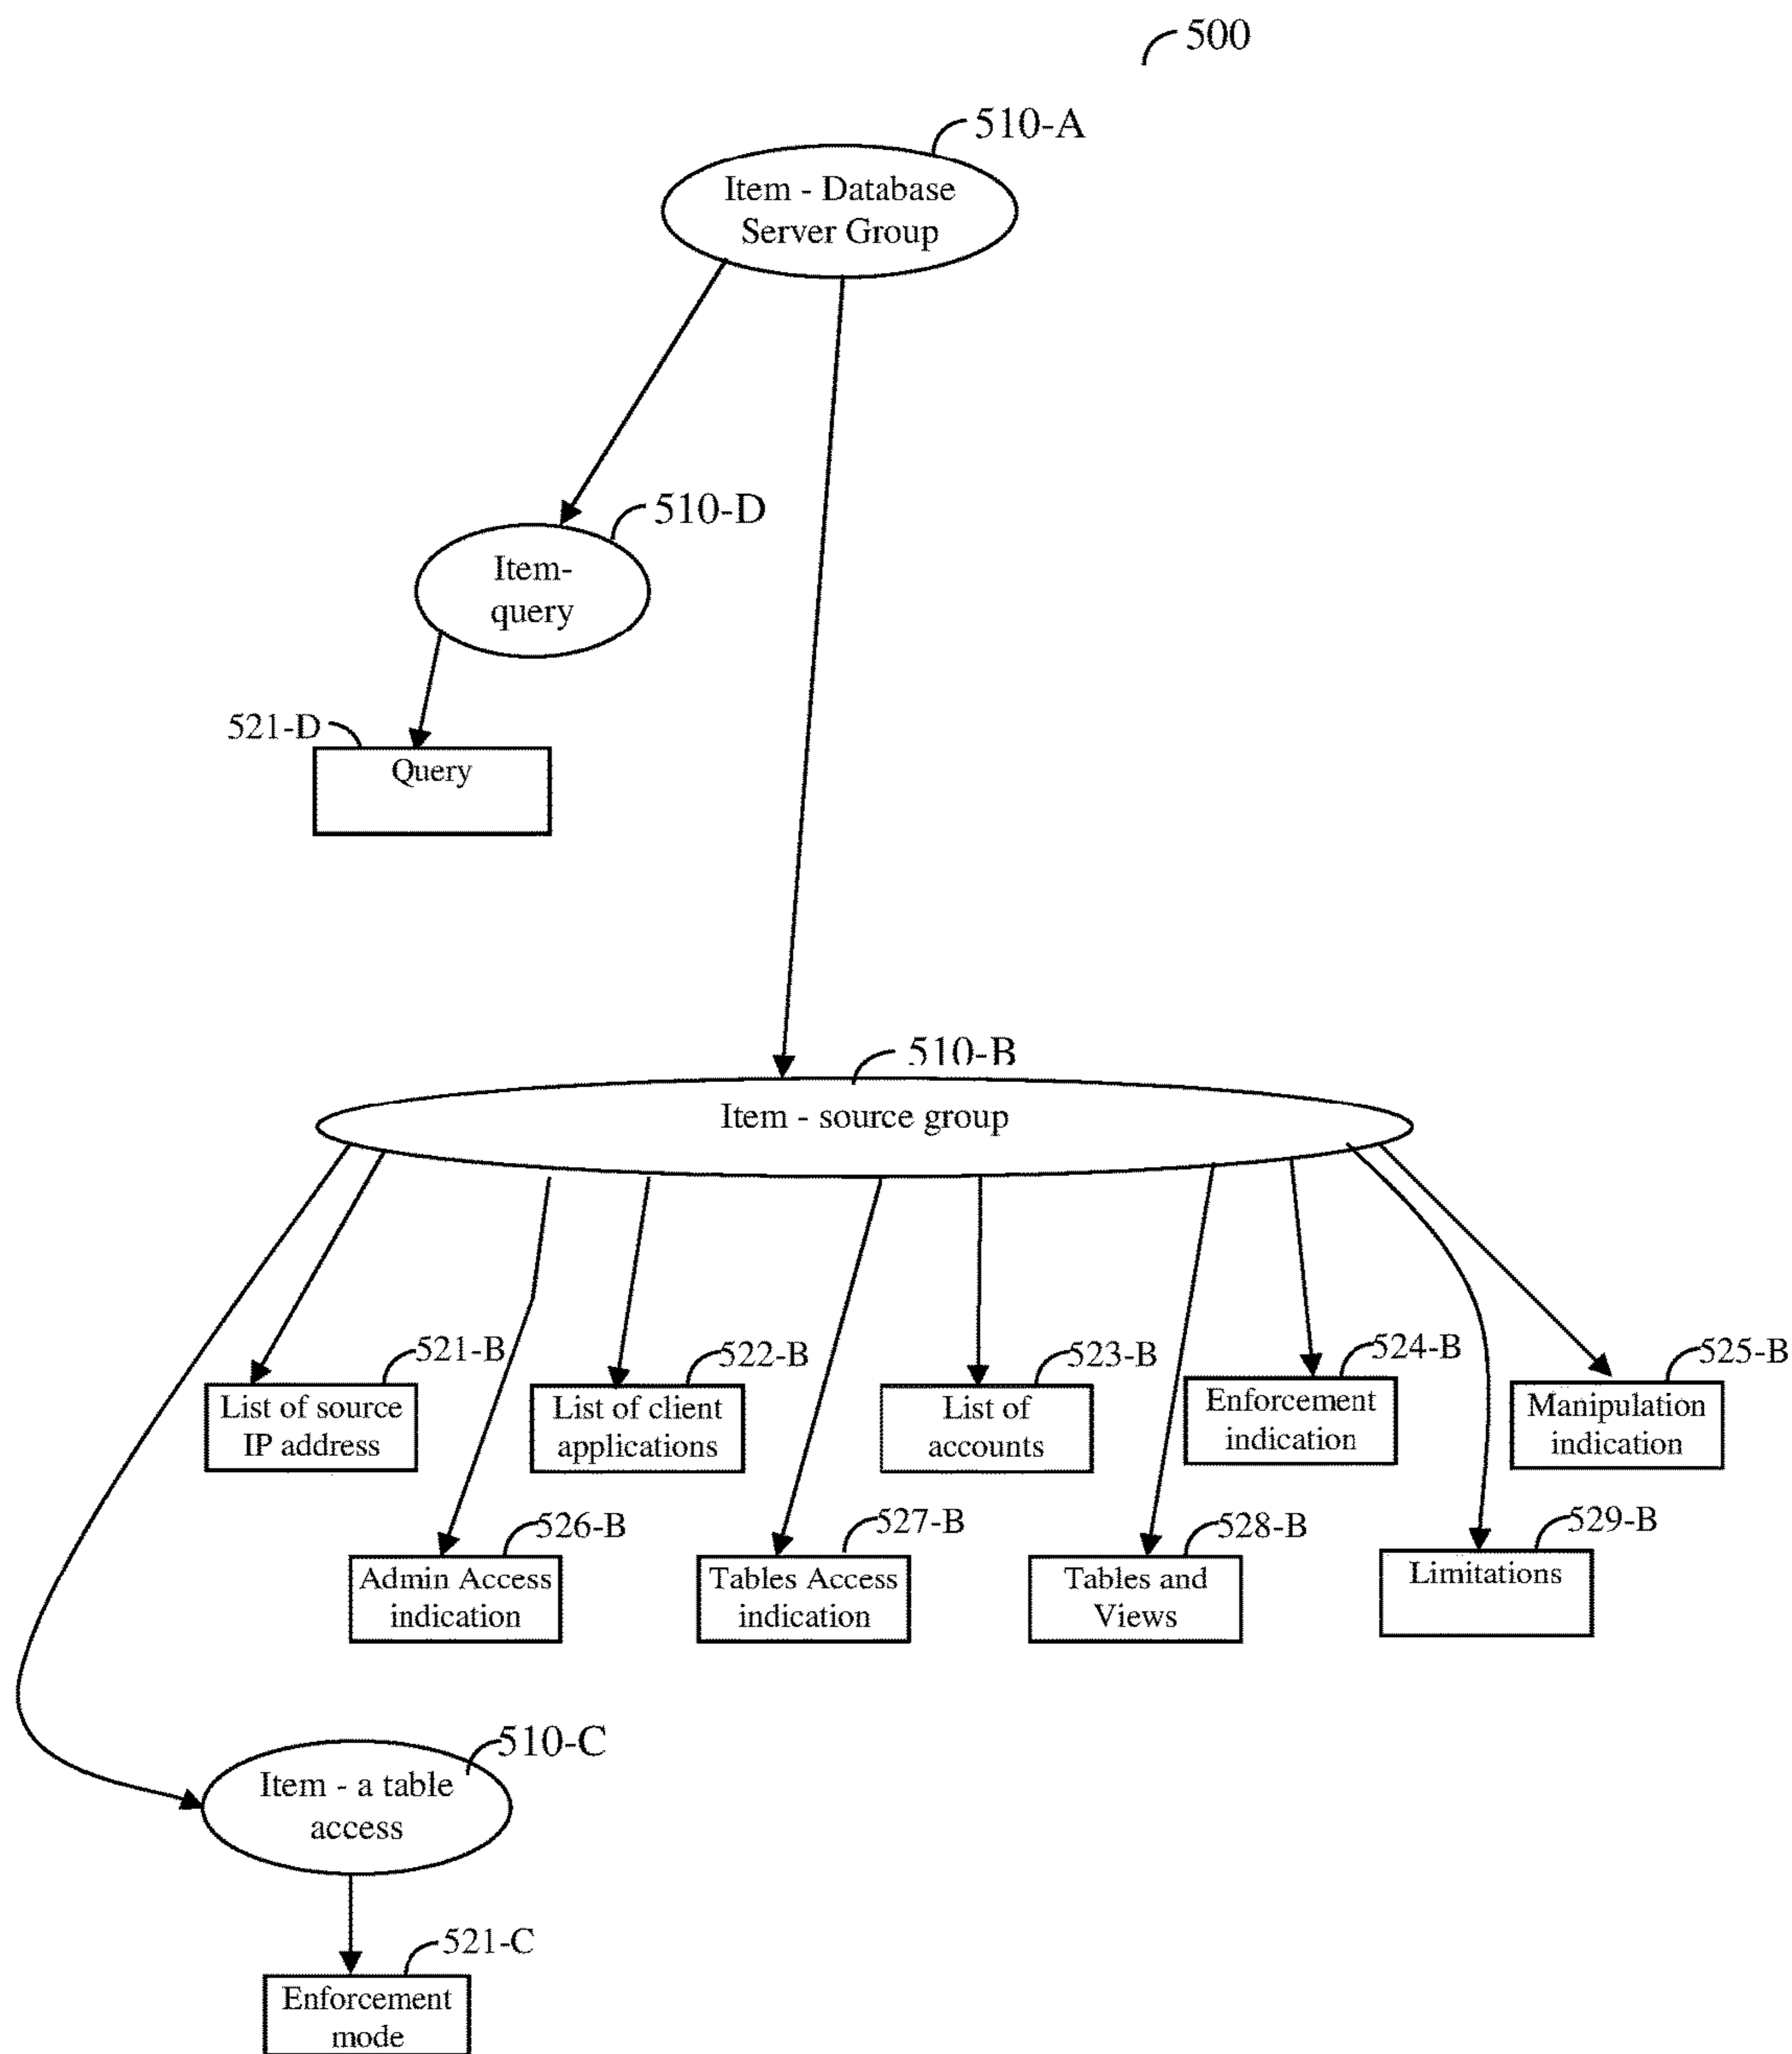 500
510-A
Item - Database
Server Group
510-D
Item-
query
521-D
Query
510-B
Item - source group
521-B
List of source
IP address
522-B
List of client
applications
523-B
List of
accounts
524-B
Enforcement
indication
525-B
Manipulation
indication
526-B
Admin Access
indication
527-B
Tables Access
indication
528-B
Tables and
Views
529-B
Limitations
510-C
Item - a table
access
521-C
Enforcement
mode